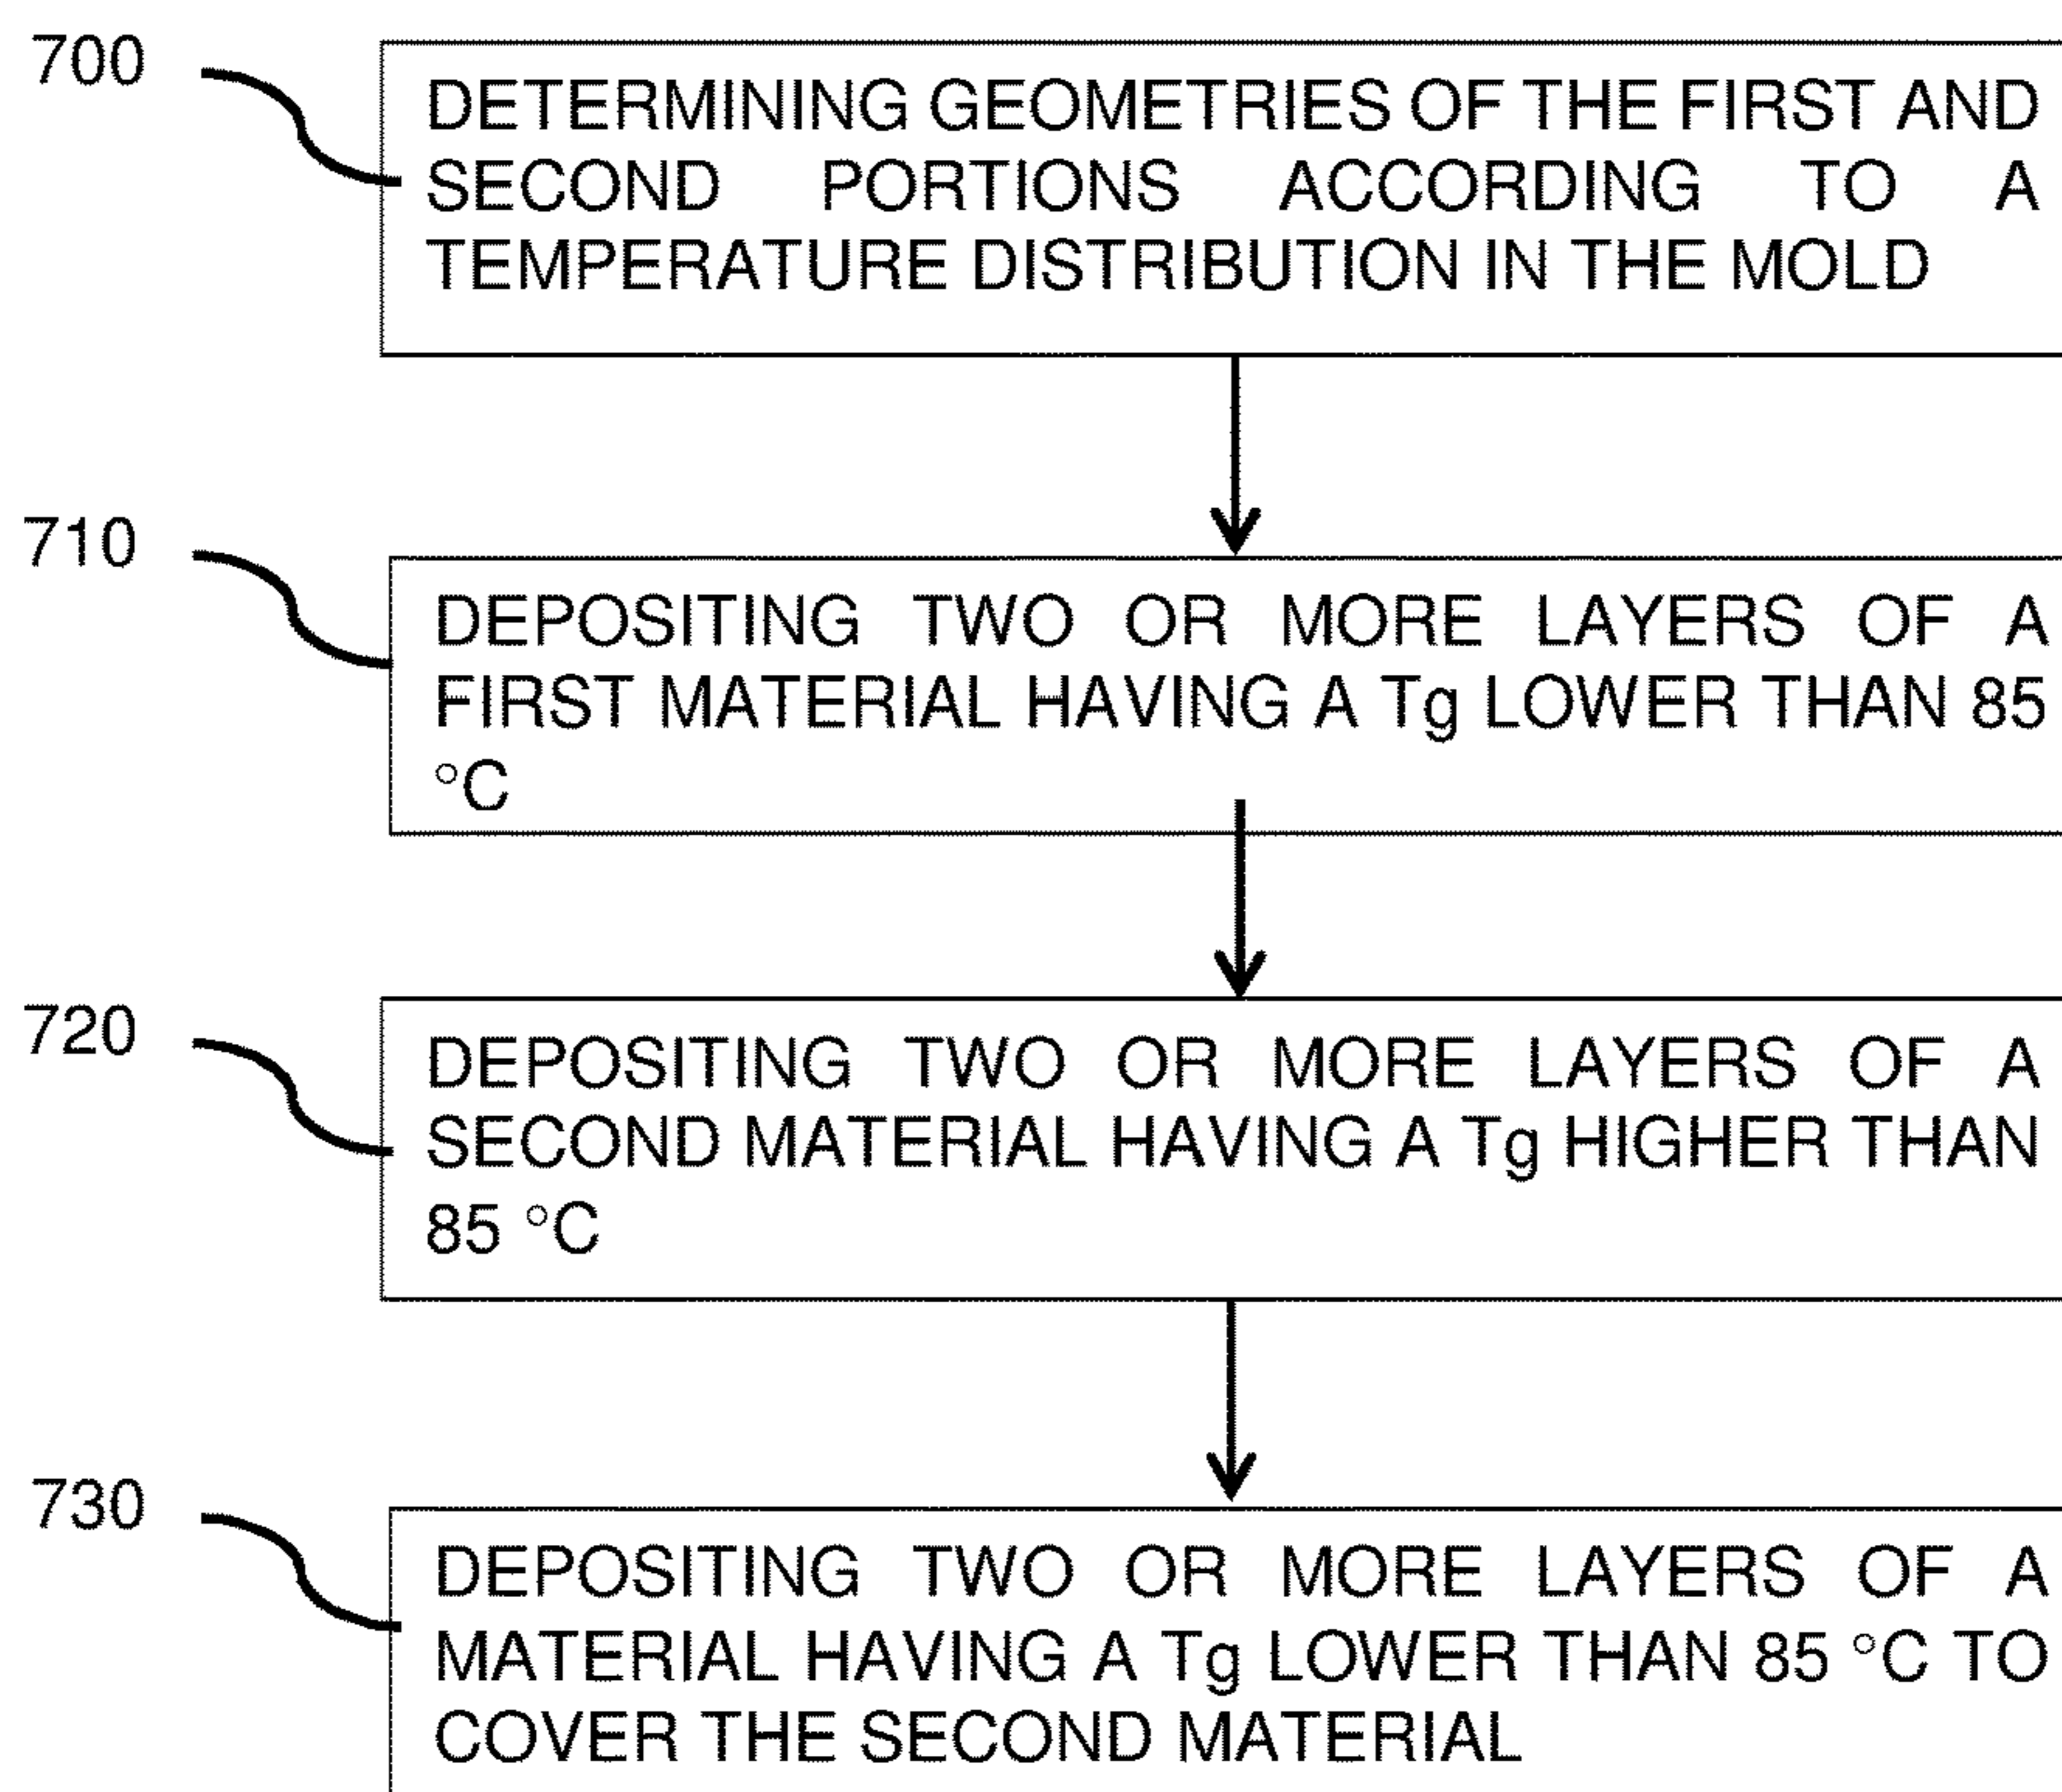 700
DETERMINING GEOMETRIES OF THE FIRST AND
SECOND PORTIONS ACCORDING TO A
TEMPERATURE DISTRIBUTION IN THE MOLD
710
DEPOSITING TWO OR MORE LAYERS OF A
FIRST MATERIAL HAVING A Tg LOWER THAN 85
°C
720
DEPOSITING TWO OR MORE LAYERS OF A
SECOND MATERIAL HAVING A Tg HIGHER THAN
85 °C
730
DEPOSITING TWO OR MORE LAYERS OF A
MATERIAL HAVING A Tg LOWER THAN 85 °C TO
COVER THE SECOND MATERIAL